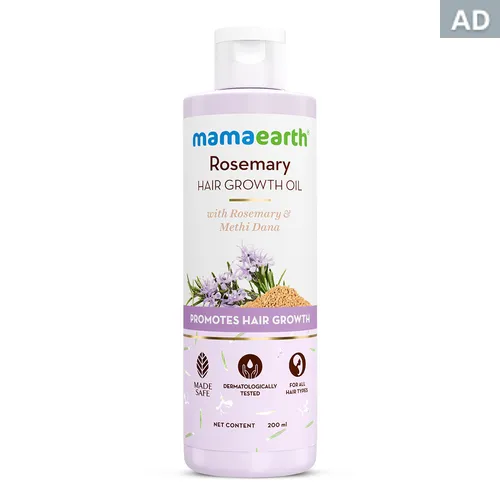 AD
mamaearth®
Rosemary
HAIR GROWTH OIL
with Rosemary &
Methi Dana
PROMOTES HAIR GROWTH
MADE
SAFE
DERMATOLOGICALLY
TESTED
FOR ALL
HAIR TYPES
NET CONTENT 200 ml